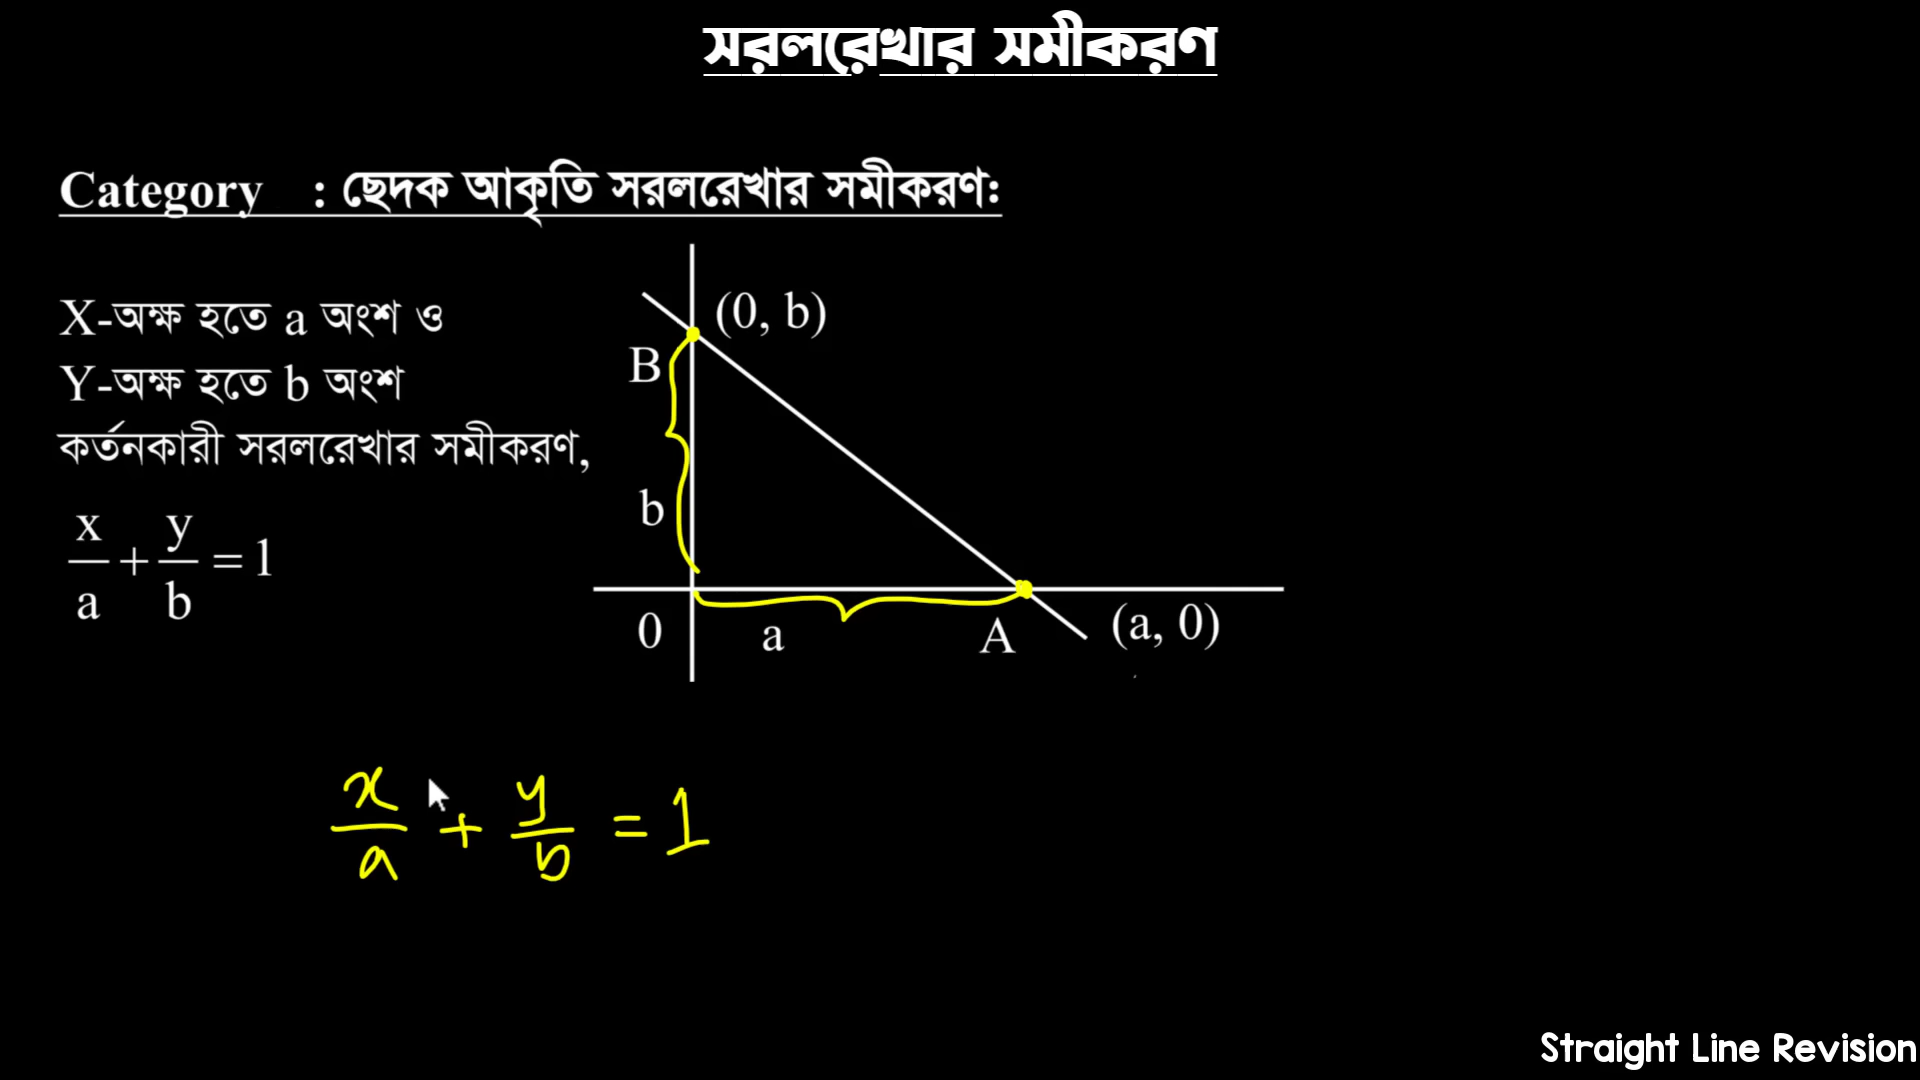 সরলরেখার সমীকরণ
Category : ছেদক আকৃতি সরলরেখার সমীকরণঃ
X-অক্ষ হতে a অংশ ও
Y-অক্ষ হতে b অংশ
কর্তনকারী সরলরেখার সমীকরণ,
x/a + y/b = 1
(0, b)
B
b
0
a
A
(a, 0)
x/a + y/b = 1
Straight Line Revision